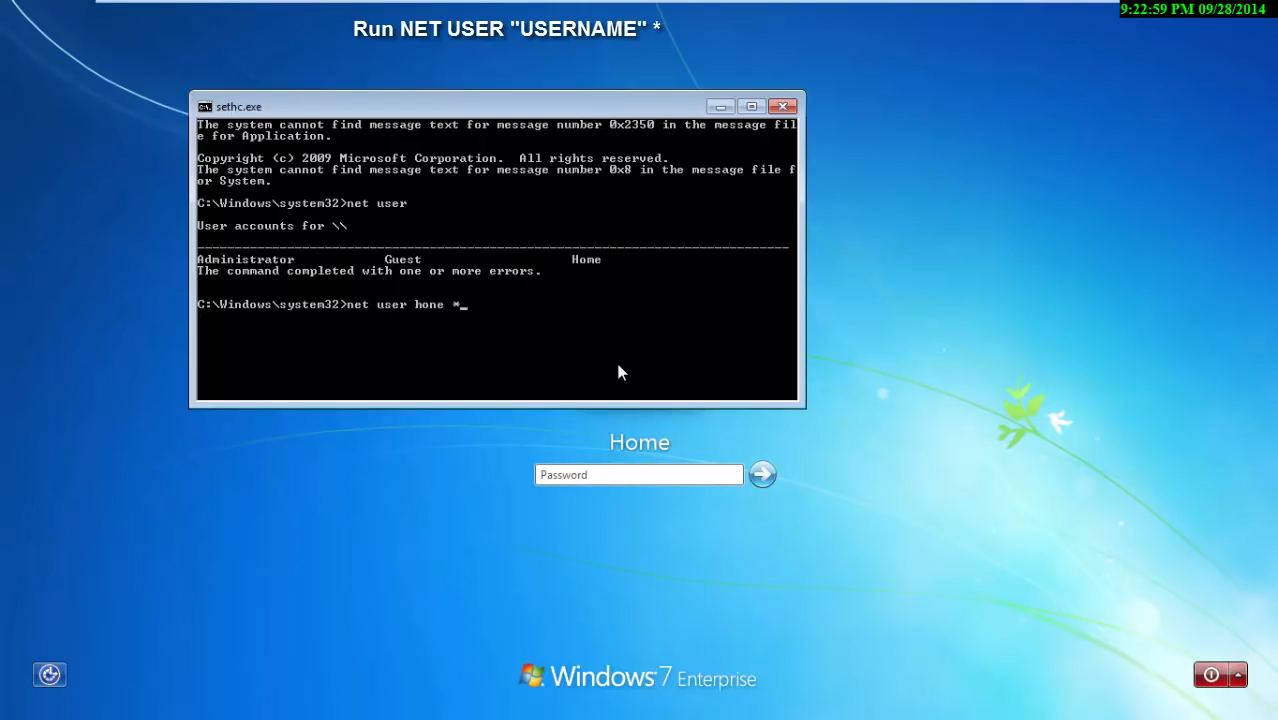 9:22:59 PM 09/28/2014
Run NET USER "USERNAME" *
sethc.exe
The system cannot find message text for message number 0x2350 in the message fil
e for Application.
Copyright (c) 2009 Microsoft Corporation.  All rights reserved.
The system cannot find message text for message number 0x8 in the message file f
or System.
C:\Windows\system32>net user
User accounts for \\
-------------------------------------------------------------------------------
Administrator            Guest                    Home
The command completed with one or more errors.
C:\Windows\system32>net user hone *_
Home
Password
Windows 7 Enterprise